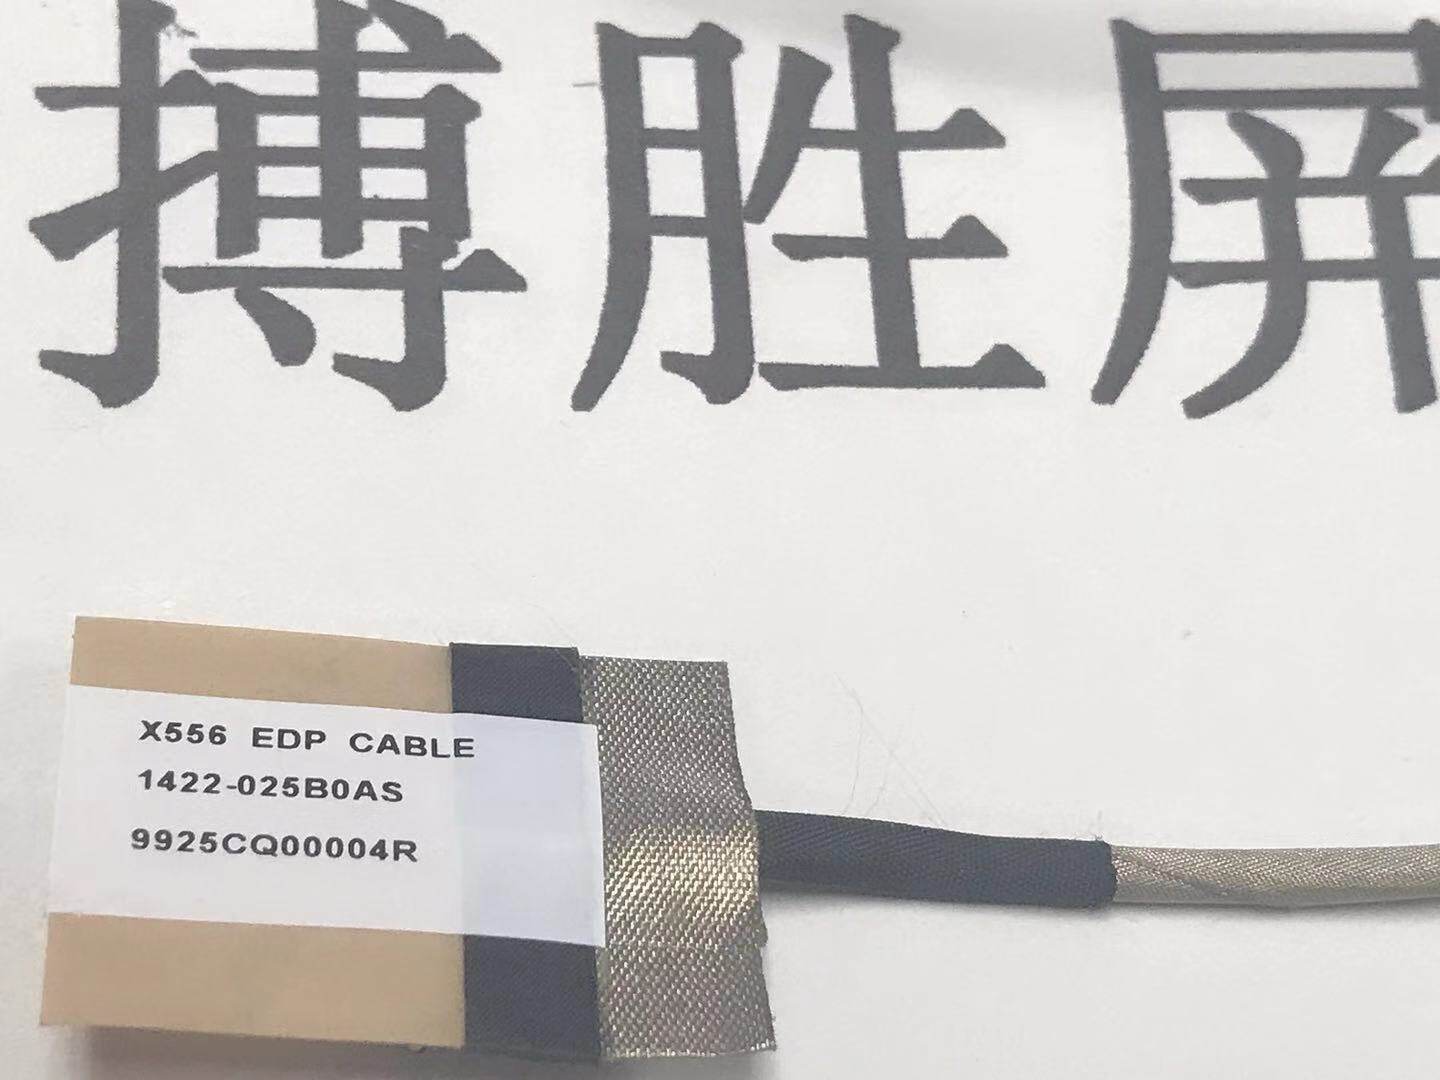 搏胜屏
X556 EDP CABLE
1422-025B0AS
9925CQ00004R